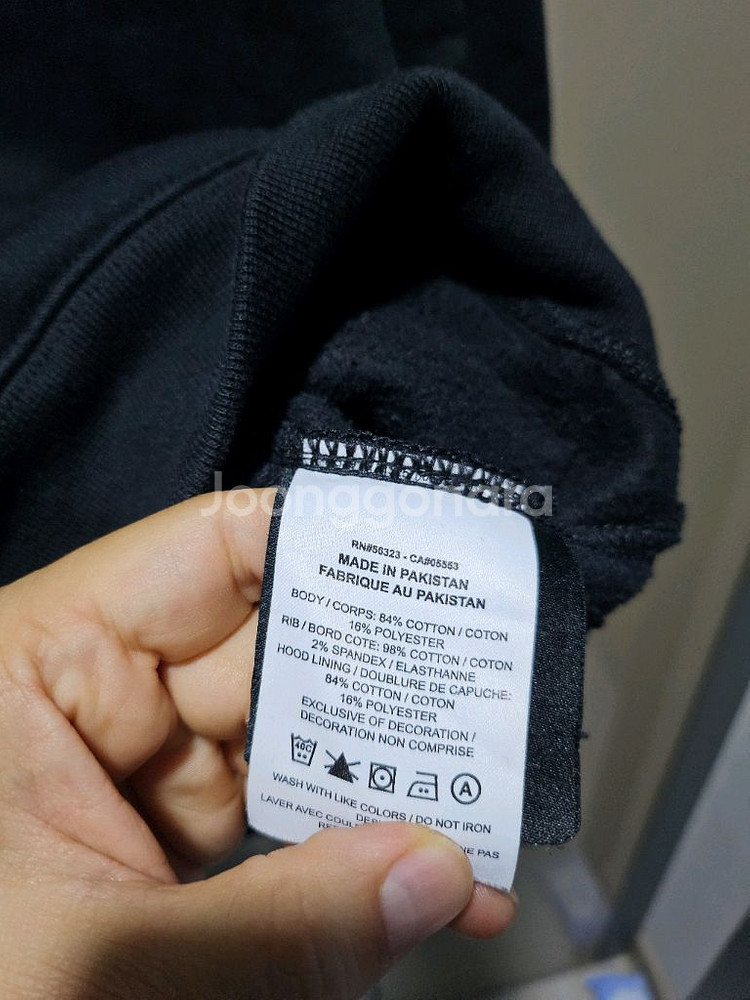 Joonggonara
RN#56323 - CA#05553
MADE IN PAKISTAN
FABRIQUE AU PAKISTAN
BODY / CORPS: 84% COTTON / COTON
16% POLYESTER
RIB / BORD COTE: 98% COTTON / COTON
2% SPANDEX / ELASTHANNE
HOOD LINING / DOUBLURE DE CAPUCHE:
84% COTTON / COTON
16% POLYESTER
EXCLUSIVE OF DECORATION /
DECORATION NON COMPRISE
40C
A
WASH WITH LIKE COLORS / DO NOT IRON
LAVER AVEC
NE PAS